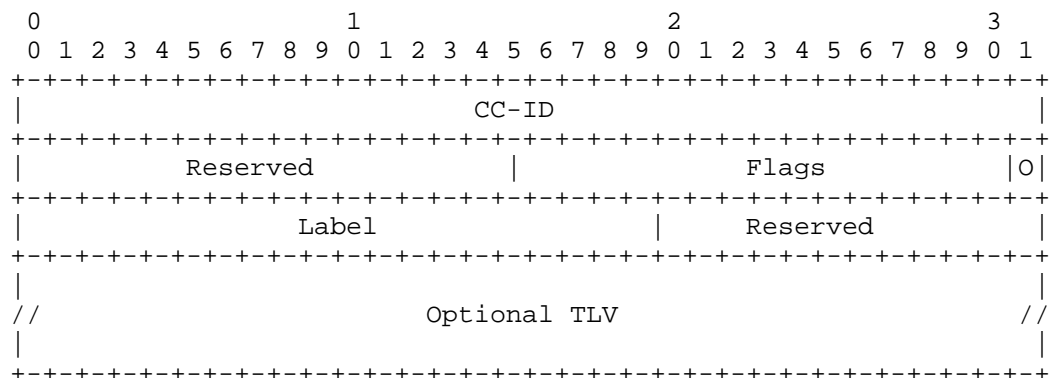 0                   1                   2                   3
 0 1 2 3 4 5 6 7 8 9 0 1 2 3 4 5 6 7 8 9 0 1 2 3 4 5 6 7 8 9 0 1
+-+-+-+-+-+-+-+-+-+-+-+-+-+-+-+-+-+-+-+-+-+-+-+-+-+-+-+-+-+-+-+-+
|                            CC-ID                              |
+-+-+-+-+-+-+-+-+-+-+-+-+-+-+-+-+-+-+-+-+-+-+-+-+-+-+-+-+-+-+-+-+
|          Reserved             |              Flags          |O|
+-+-+-+-+-+-+-+-+-+-+-+-+-+-+-+-+-+-+-+-+-+-+-+-+-+-+-+-+-+-+-+-+
|                 Label                 |     Reserved          |
+-+-+-+-+-+-+-+-+-+-+-+-+-+-+-+-+-+-+-+-+-+-+-+-+-+-+-+-+-+-+-+-+
|                                                               |
//                        Optional TLV                         //
|                                                               |
+-+-+-+-+-+-+-+-+-+-+-+-+-+-+-+-+-+-+-+-+-+-+-+-+-+-+-+-+-+-+-+-+